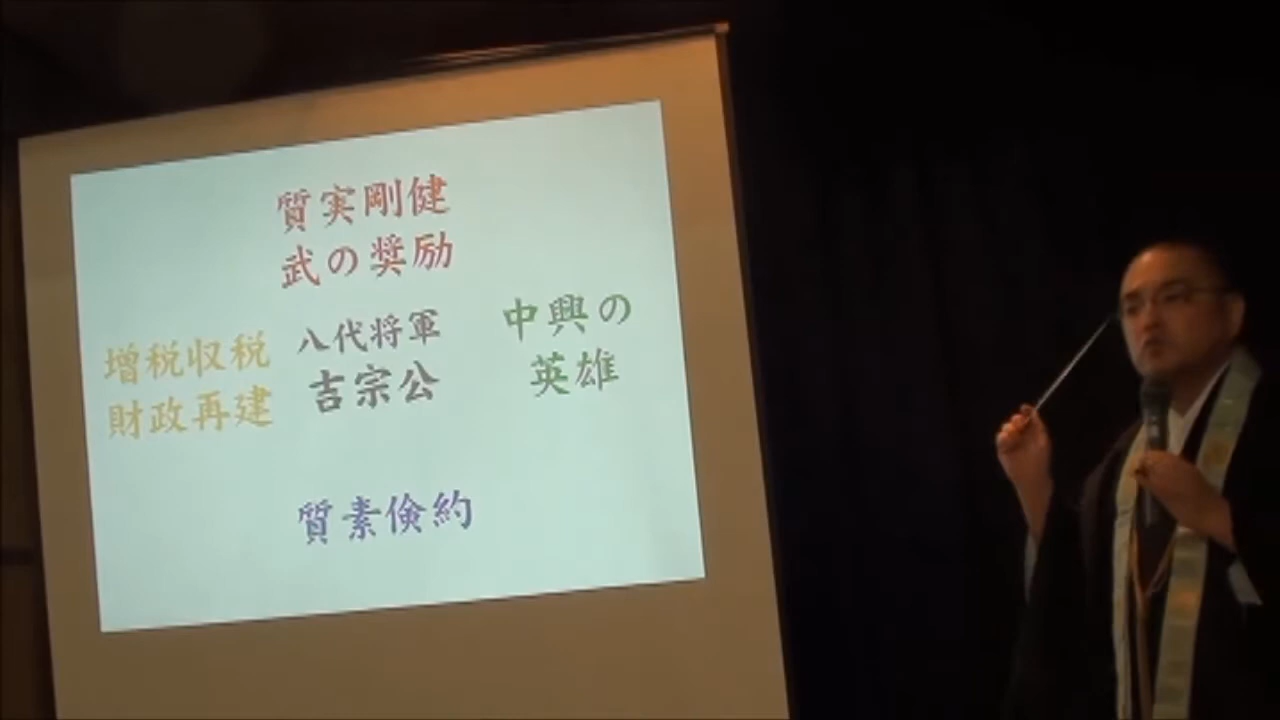 質実剛健
武の奨励
増税収税
財政再建
八代将軍
吉宗公
中興の
英雄
質素倹約